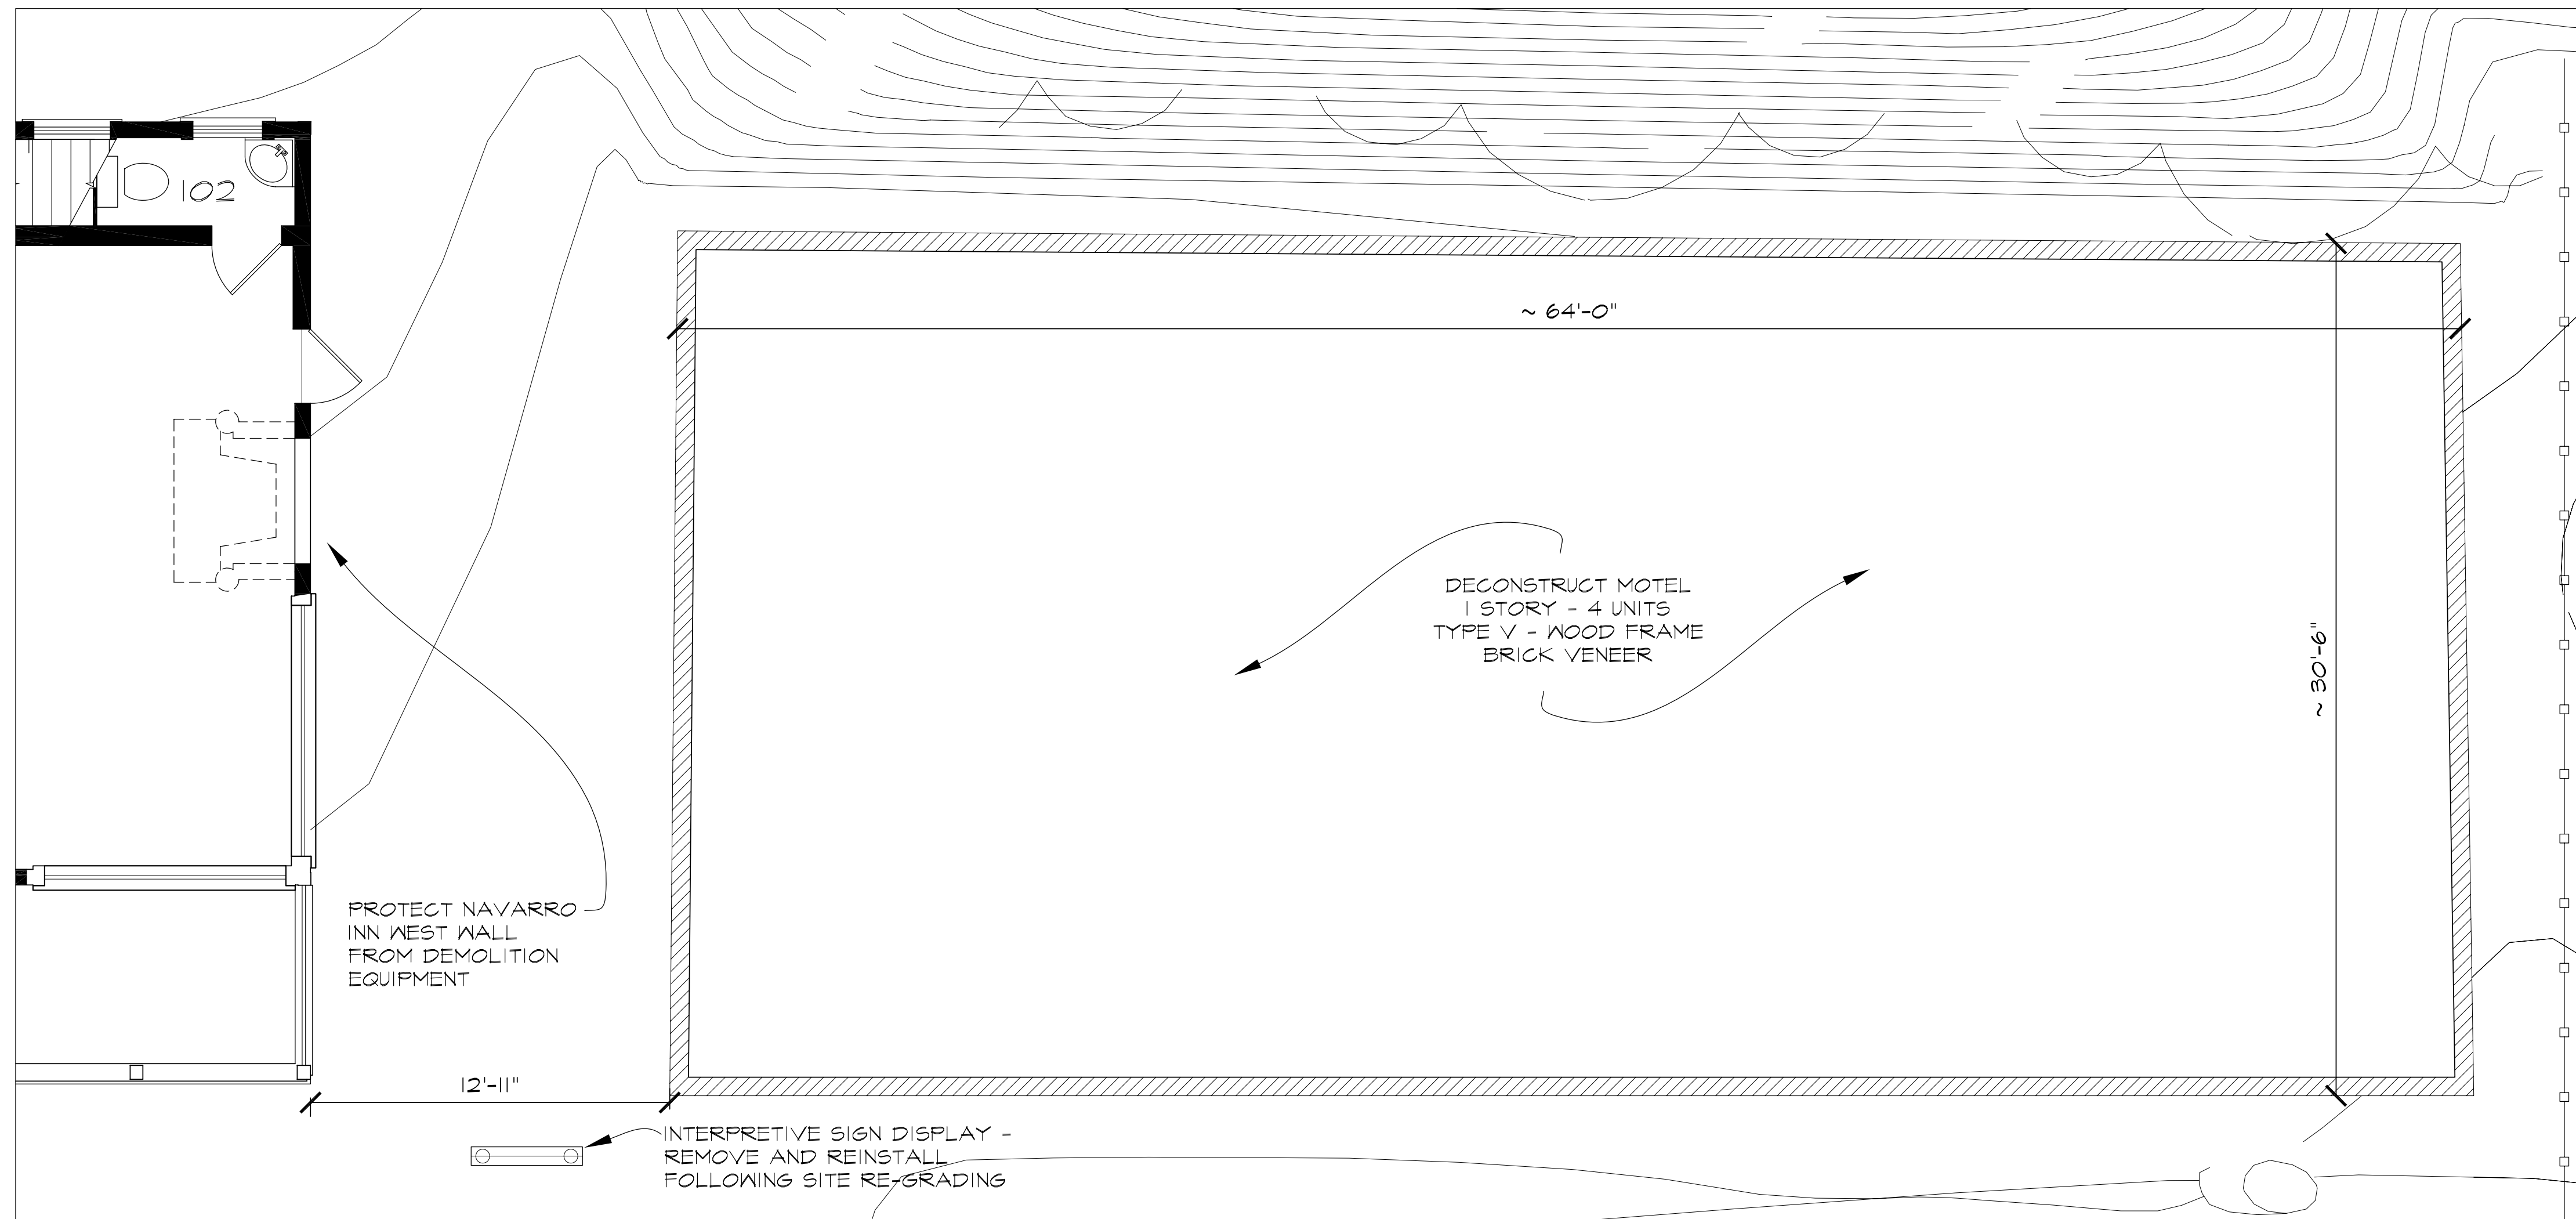 102
~ 64'-0"
DECONSTRUCT MOTEL
1 STORY - 4 UNITS
TYPE V - WOOD FRAME
BRICK VENEER
~ 30'-6"
PROTECT NAVARRO
INN WEST WALL
FROM DEMOLITION
EQUIPMENT
12'-11"
INTERPRETIVE SIGN DISPLAY -
REMOVE AND REINSTALL
FOLLOWING SITE RE-GRADING